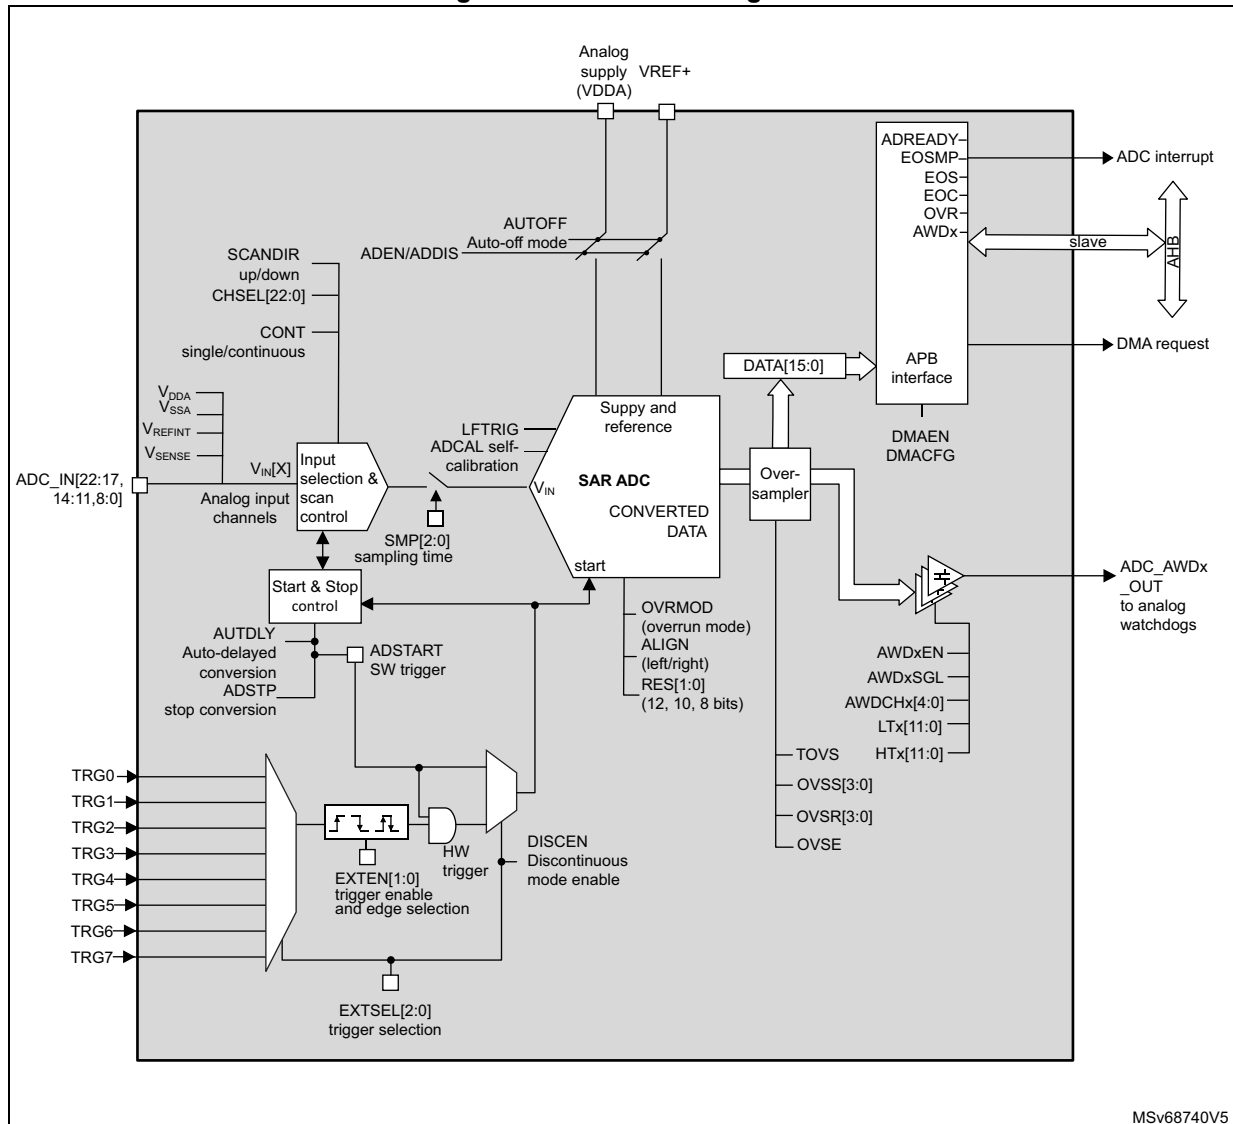 Analog
supply
(VDDA)
VREF+
ADREADY
EOSMP
EOS
EOC
OVR
AWDx
ADC interrupt
slave
AHB
DMA request
APB
interface
DMAEN
DMACFG
AUTOFF
Auto-off mode
ADEN/ADDIS
SCANDIR
up/down
CHSEL[22:0]
CONT
single/continuous
DATA[15:0]
VDDA
VSSA
VREFINT
VSENSE
ADC_IN[22:17,
14:11,8:0]
VIN[X]
Analog input
channels
Input
selection &
scan
control
SMP[2:0]
sampling time
LFTRIG
ADCAL self-
calibration
Suppy and
reference
VIN
SAR ADC
CONVERTED
DATA
start
Over-
sampler
Start & Stop
control
AUTDLY
Auto-delayed
conversion
ADSTP
stop conversion
ADSTART
SW trigger
OVRMOD
(overrun mode)
ALIGN
(left/right)
RES[1:0]
(12, 10, 8 bits)
ADC_AWDx
_OUT
to analog
watchdogs
AWDxEN
AWDxSGL
AWDCHx[4:0]
LTx[11:0]
HTx[11:0]
TOVS
OVSS[3:0]
OVSR[3:0]
OVSE
TRG0
TRG1
TRG2
TRG3
TRG4
TRG5
TRG6
TRG7
EXTEN[1:0]
trigger enable
and edge selection
HW
trigger
DISCEN
Discontinuous
mode enable
EXTSEL[2:0]
trigger selection
MSv68740V5